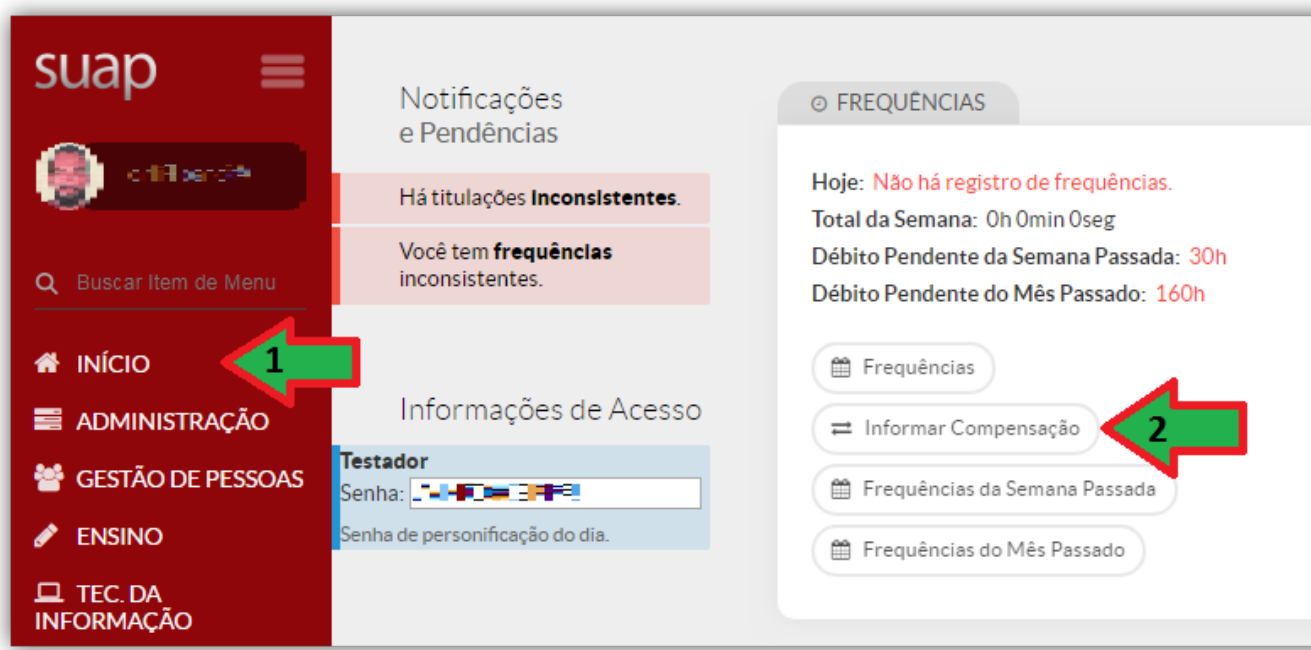 suap
Buscar Item de Menu
INÍCIO
1
ADMINISTRAÇÃO
GESTÃO DE PESSOAS
ENSINO
TEC. DA
INFORMAÇÃO
Notificações
e Pendências
Há titulações inconsistentes.
Você tem frequências
inconsistentes.
Informações de Acesso
Testador
Senha:
Senha de personificação do dia.
FREQUÊNCIAS
Hoje: Não há registro de frequências.
Total da Semana: 0h 0min 0seg
Débito Pendente da Semana Passada: 30h
Débito Pendente do Mês Passado: 160h
Frequências
Informar Compensação
2
Frequências da Semana Passada
Frequências do Mês Passado